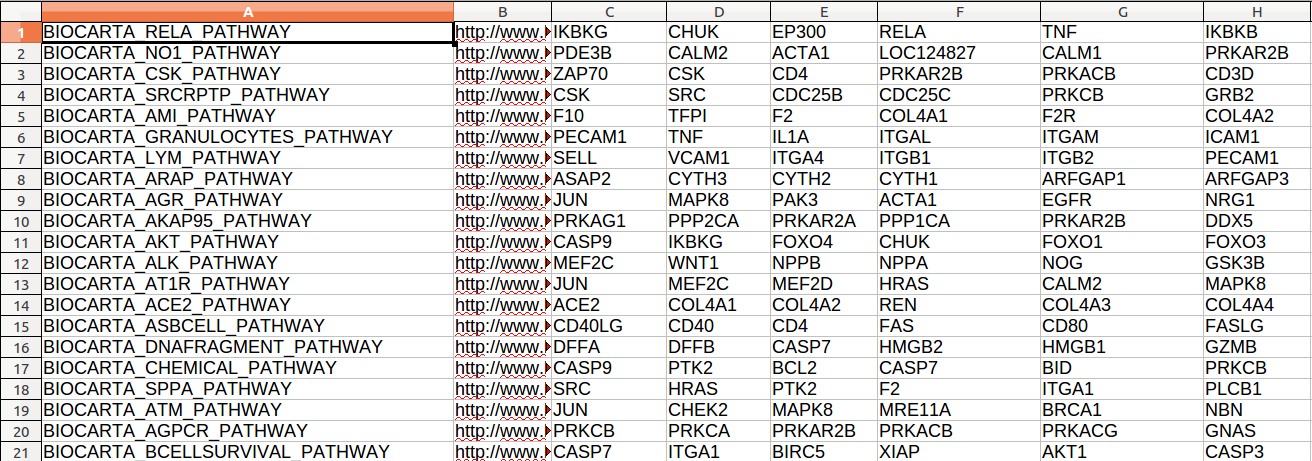 A B C D E F G H
1 BIOCARTA_RELA_PATHWAY http://www. IKBKG CHUK EP300 RELA TNF IKBKB
2 BIOCARTA_NO1_PATHWAY http://www. PDE3B CALM2 ACTA1 LOC124827 CALM1 PRKAR2B
3 BIOCARTA_CSK_PATHWAY http://www. ZAP70 CSK CD4 PRKAR2B PRKACB CD3D
4 BIOCARTA_SRCRPTP_PATHWAY http://www. CSK SRC CDC25B CDC25C PRKCB GRB2
5 BIOCARTA_AMI_PATHWAY http://www. F10 TFPI F2 COL4A1 F2R COL4A2
6 BIOCARTA_GRANULOCYTES_PATHWAY http://www. PECAM1 TNF IL1A ITGAL ITGAM ICAM1
7 BIOCARTA_LYM_PATHWAY http://www. SELL VCAM1 ITGA4 ITGB1 ITGB2 PECAM1
8 BIOCARTA_ARAP_PATHWAY http://www. ASAP2 CYTH3 CYTH2 CYTH1 ARFGAP1 ARFGAP3
9 BIOCARTA_AGR_PATHWAY http://www. JUN MAPK8 PAK3 ACTA1 EGFR NRG1
10 BIOCARTA_AKAP95_PATHWAY http://www. PRKAG1 PPP2CA PRKAR2A PPP1CA PRKAR2B DDX5
11 BIOCARTA_AKT_PATHWAY http://www. CASP9 IKBKG FOXO4 CHUK FOXO1 FOXO3
12 BIOCARTA_ALK_PATHWAY http://www. MEF2C WNT1 NPPB NPPA NOG GSK3B
13 BIOCARTA_AT1R_PATHWAY http://www. JUN MEF2C MEF2D HRAS CALM2 MAPK8
14 BIOCARTA_ACE2_PATHWAY http://www. ACE2 COL4A1 COL4A2 REN COL4A3 COL4A4
15 BIOCARTA_ASBCELL_PATHWAY http://www. CD40LG CD40 CD4 FAS CD80 FASLG
16 BIOCARTA_DNAFRAGMENT_PATHWAY http://www. DFFA DFFB CASP7 HMGB2 HMGB1 GZMB
17 BIOCARTA_CHEMICAL_PATHWAY http://www. CASP9 PTK2 BCL2 CASP7 BID PRKCB
18 BIOCARTA_SPPA_PATHWAY http://www. SRC HRAS PTK2 F2 ITGA1 PLCB1
19 BIOCARTA_ATM_PATHWAY http://www. JUN CHEK2 MAPK8 MRE11A BRCA1 NBN
20 BIOCARTA_AGPCR_PATHWAY http://www. PRKCB PRKCA PRKAR2B PRKACB PRKACG GNAS
21 BIOCARTA_BCELLSURVIVAL_PATHWAY http://www. CASP7 ITGA1 BIRC5 XIAP AKT1 CASP3